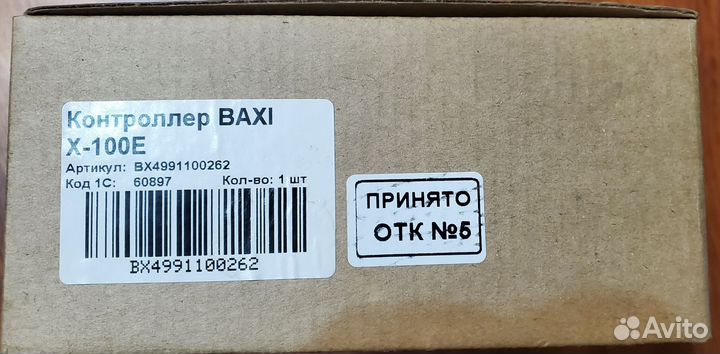 Контроллер BAXI
X-100E
Артикул: BX4991100262
Код 1С: 60897 Кол-во: 1 шт
BX4991100262
ПРИНЯТО
ОТК №5
Avito